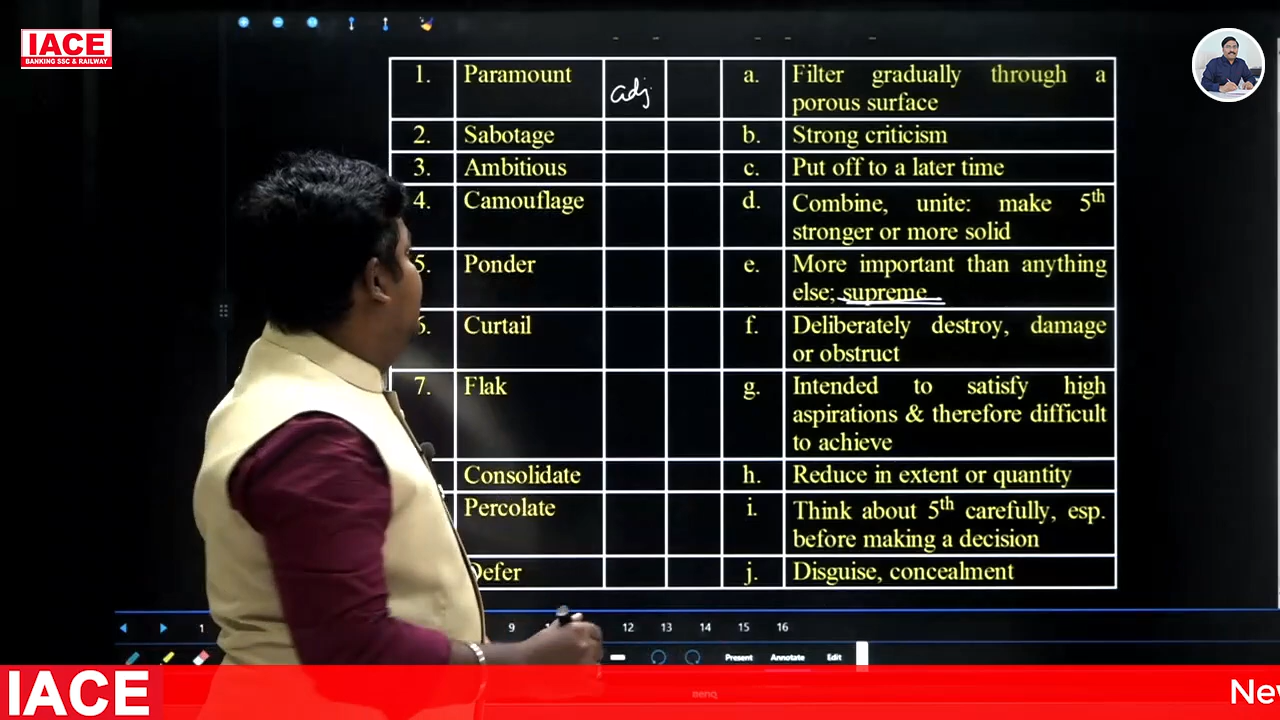 IACE
BANKING SSC & RAILWAY
1. Paramount adj. a. Filter gradually through a
porous surface
2. Sabotage b. Strong criticism
3. Ambitious c. Put off to a later time
4. Camouflage d. Combine, unite: make 5th
stronger or more solid
5. Ponder e. More important than anything
else; supreme
6. Curtail f. Deliberately destroy, damage
or obstruct
7. Flak g. Intended to satisfy high
aspirations & therefore difficult
to achieve
Consolidate h. Reduce in extent or quantity
Percolate i. Think about 5th carefully, esp.
before making a decision
Defer j. Disguise, concealment
1 9 12 13 14 15 16
Present Annotate Edit
BenQ
IACE